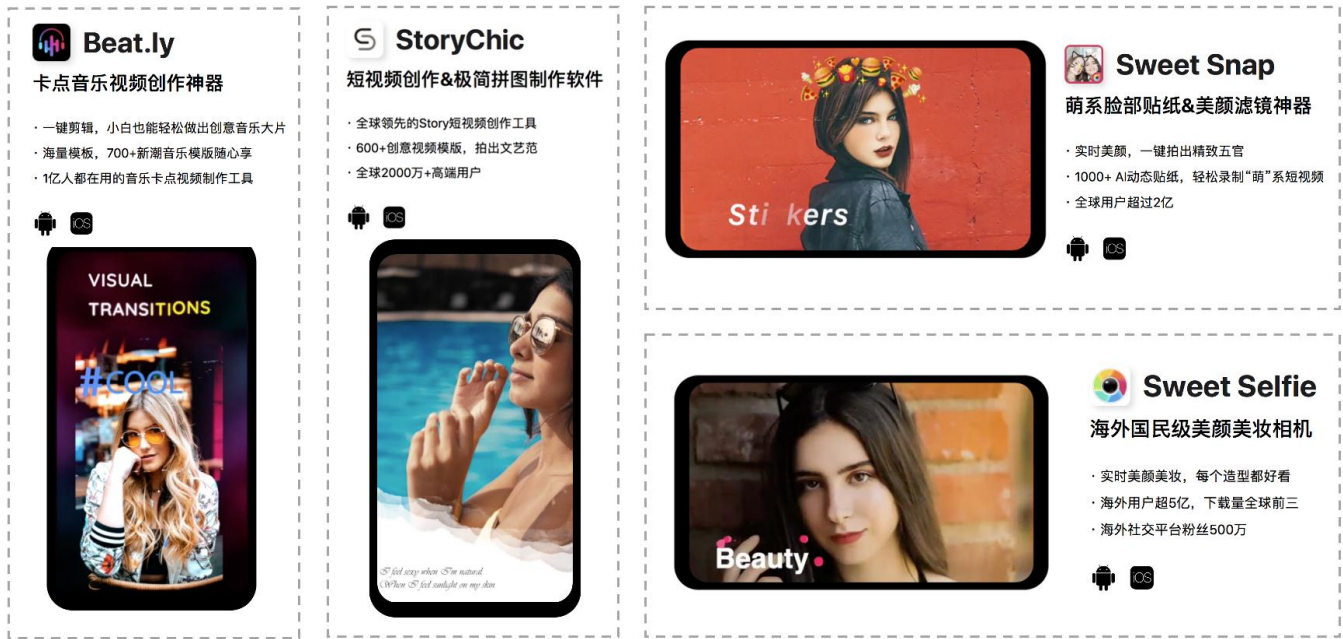 Beat.ly
卡点音乐视频创作神器
· 一键剪辑，小白也能轻松做出创意音乐大片
· 海量模板，700+新潮音乐模版随心享
· 1亿人都在用的音乐卡点视频制作工具
iOS
VISUAL
TRANSITIONS
#COOL
StoryChic
短视频创作&极简拼图制作软件
· 全球领先的Story短视频创作工具
· 600+创意视频模版，拍出文艺范
· 全球2000万+高端用户
iOS
I feel sexy when I'm natural.
When I feel sunlight on my skin.
Sweet Snap
萌系脸部贴纸&美颜滤镜神器
· 实时美颜，一键拍出精致五官
· 1000+ AI动态贴纸，轻松录制“萌”系短视频
· 全球用户超过2亿
iOS
Stikers
Sweet Selfie
海外国民级美颜美妆相机
· 实时美颜美妆，每个造型都好看
· 海外用户超5亿，下载量全球前三
· 海外社交平台粉丝500万
iOS
Beauty